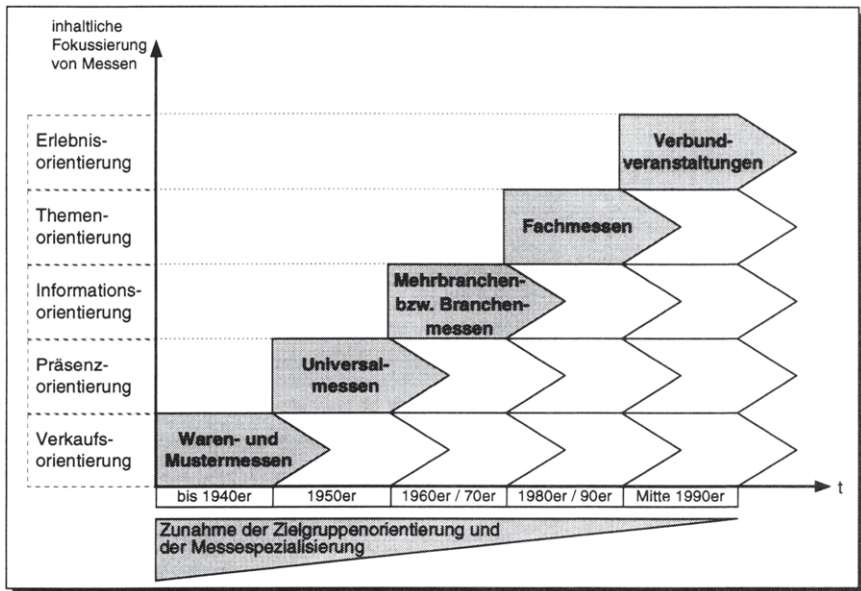 inhaltliche
Fokussierung
von Messen
Erlebnis-
orientierung
Verbund-
veranstaltungen
Themen-
orientierung
Fachmessen
Informations-
orientierung
Mehrbranchen-
bzw. Branchen-
messen
Präsenz-
orientierung
Universal-
messen
Verkaufs-
orientierung
Waren- und
Mustermessen
t
bis 1940er
1950er
1960er / 70er
1980er / 90er
Mitte 1990er
Zunahme der Zielgruppenorientierung und
der Messespezialisierung